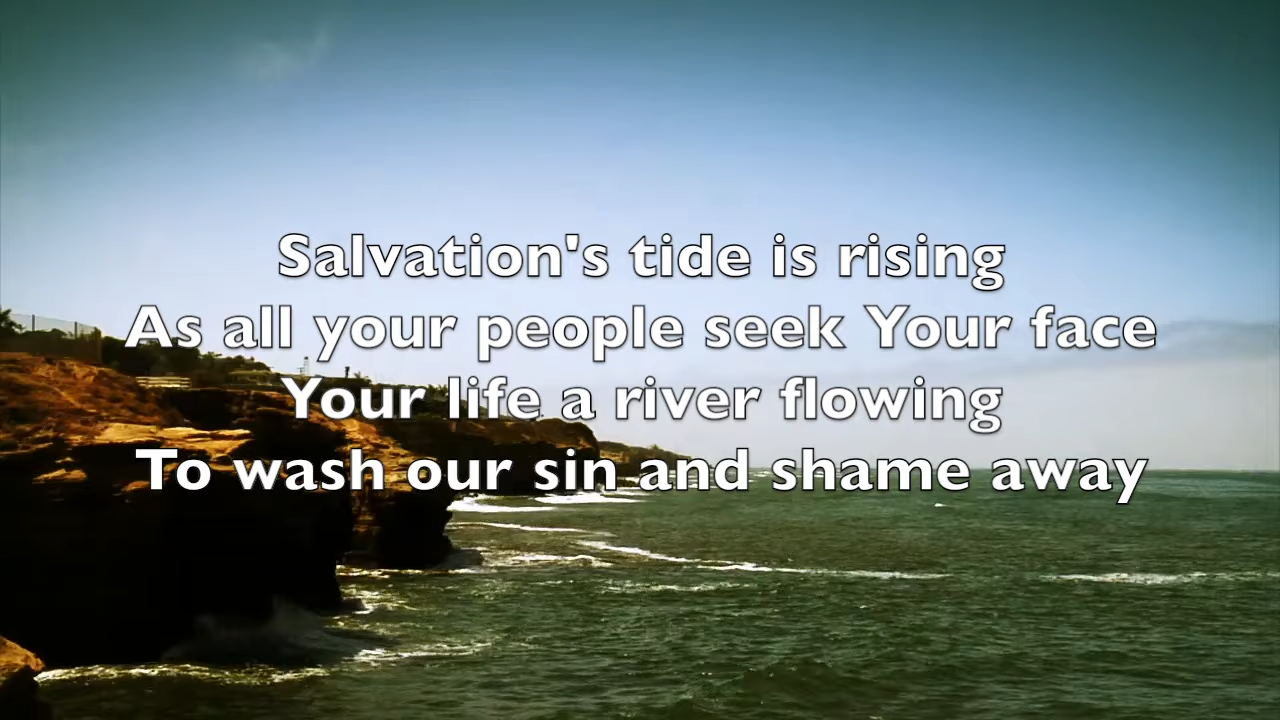 Salvation's tide is rising
As all your people seek Your face
Your life a river flowing
To wash our sin and shame away